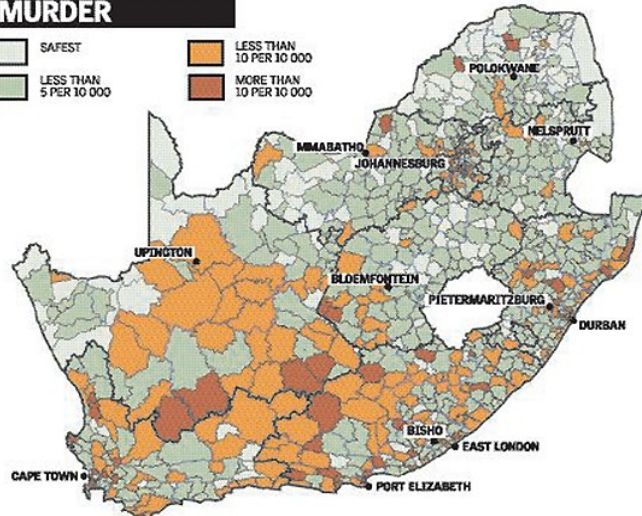 MURDER
SAFEST
LESS THAN
5 PER 10 000
LESS THAN
10 PER 10 000
MORE THAN
10 PER 10 000
POLOKWANE
NELSPRUIT
MMABATHO
JOHANNESBURG
UPINGTON
BLOEMFONTEIN
PIETERMARITZBURG
DURBAN
BISHO
EAST LONDON
CAPE TOWN
PORT ELIZABETH